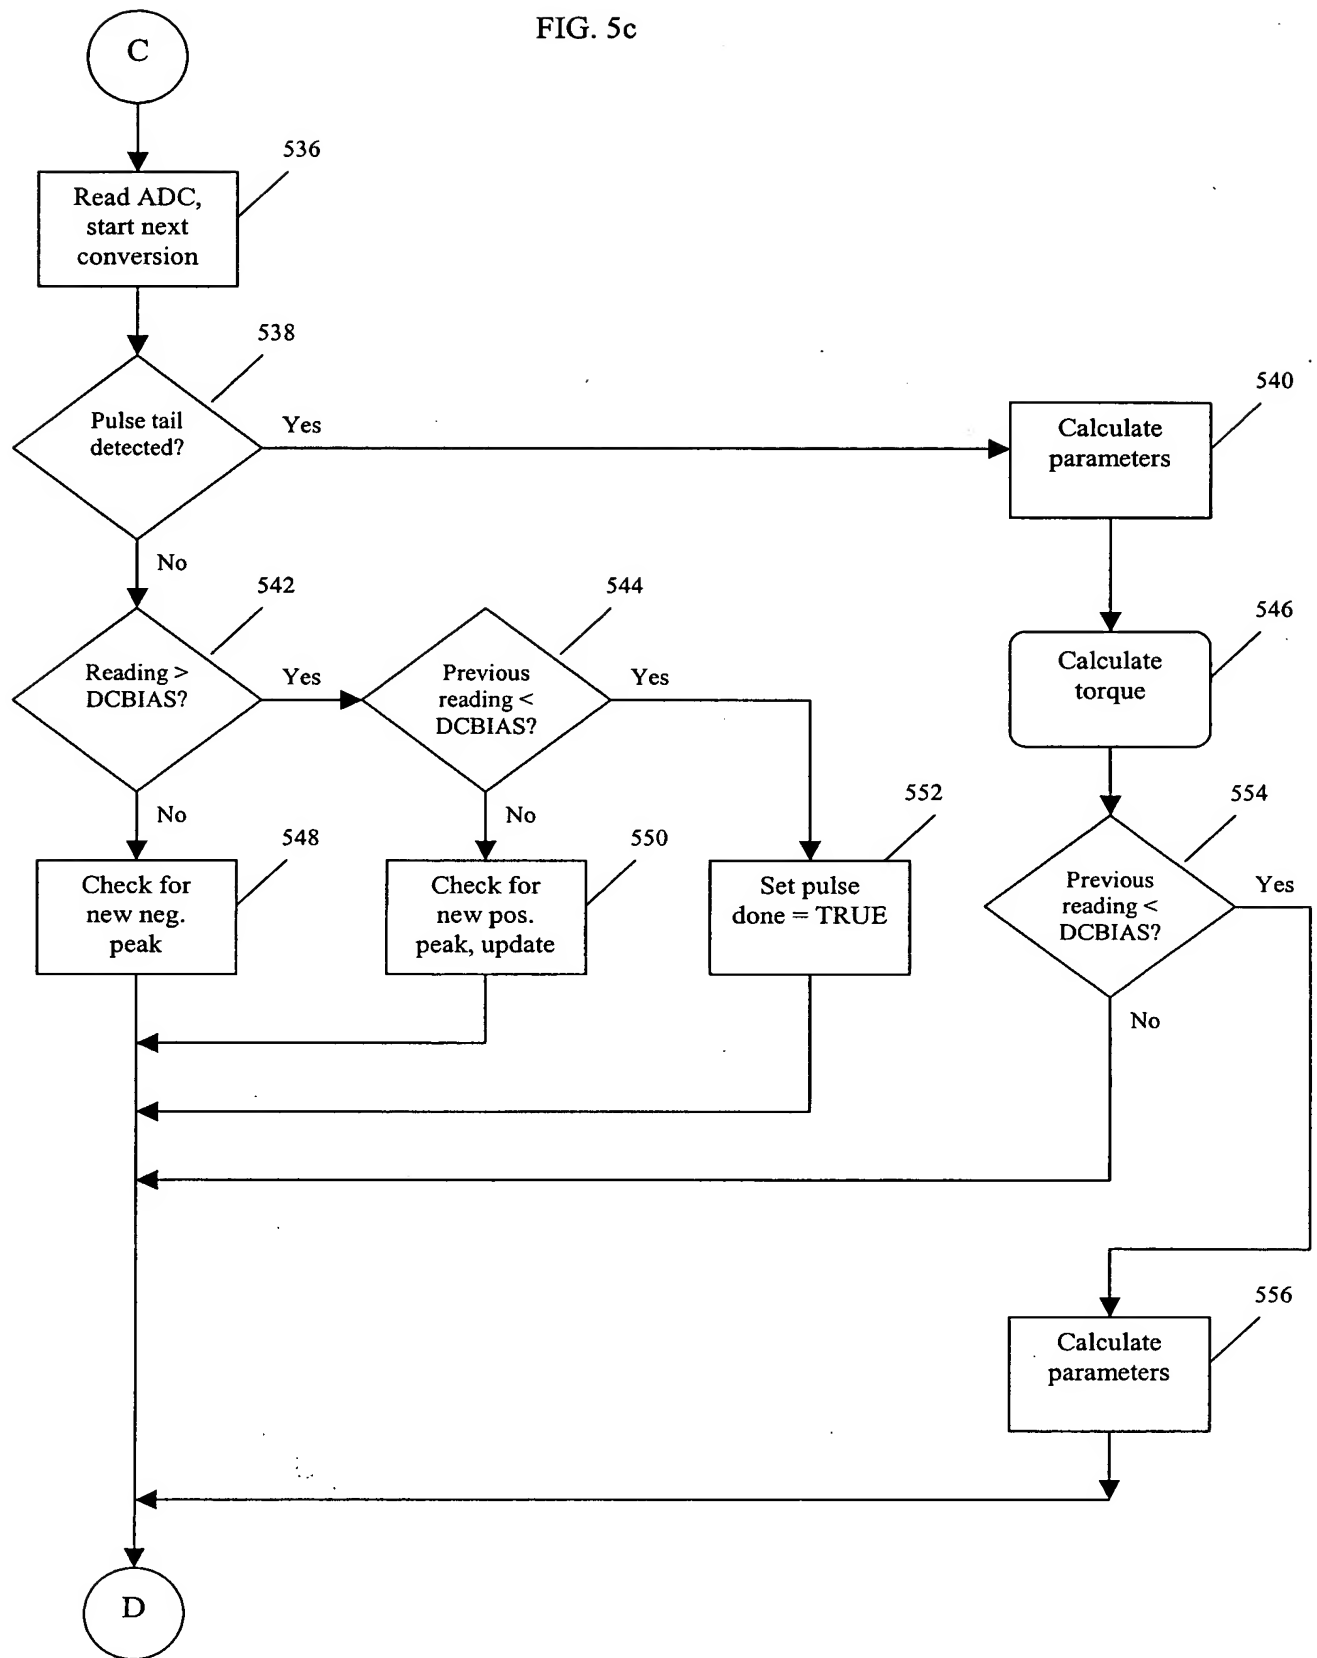 FIG. 5c
C
536
Read ADC,
start next
conversion
538
Pulse tail
detected?
Yes
No
540
Calculate
parameters
542
Reading >
DCBIAS?
Yes
No
544
Previous
reading <
DCBIAS?
Yes
No
546
Calculate
torque
548
Check for
new neg.
peak
550
Check for
new pos.
peak, update
552
Set pulse
done = TRUE
554
Previous
reading <
DCBIAS?
Yes
No
556
Calculate
parameters
D